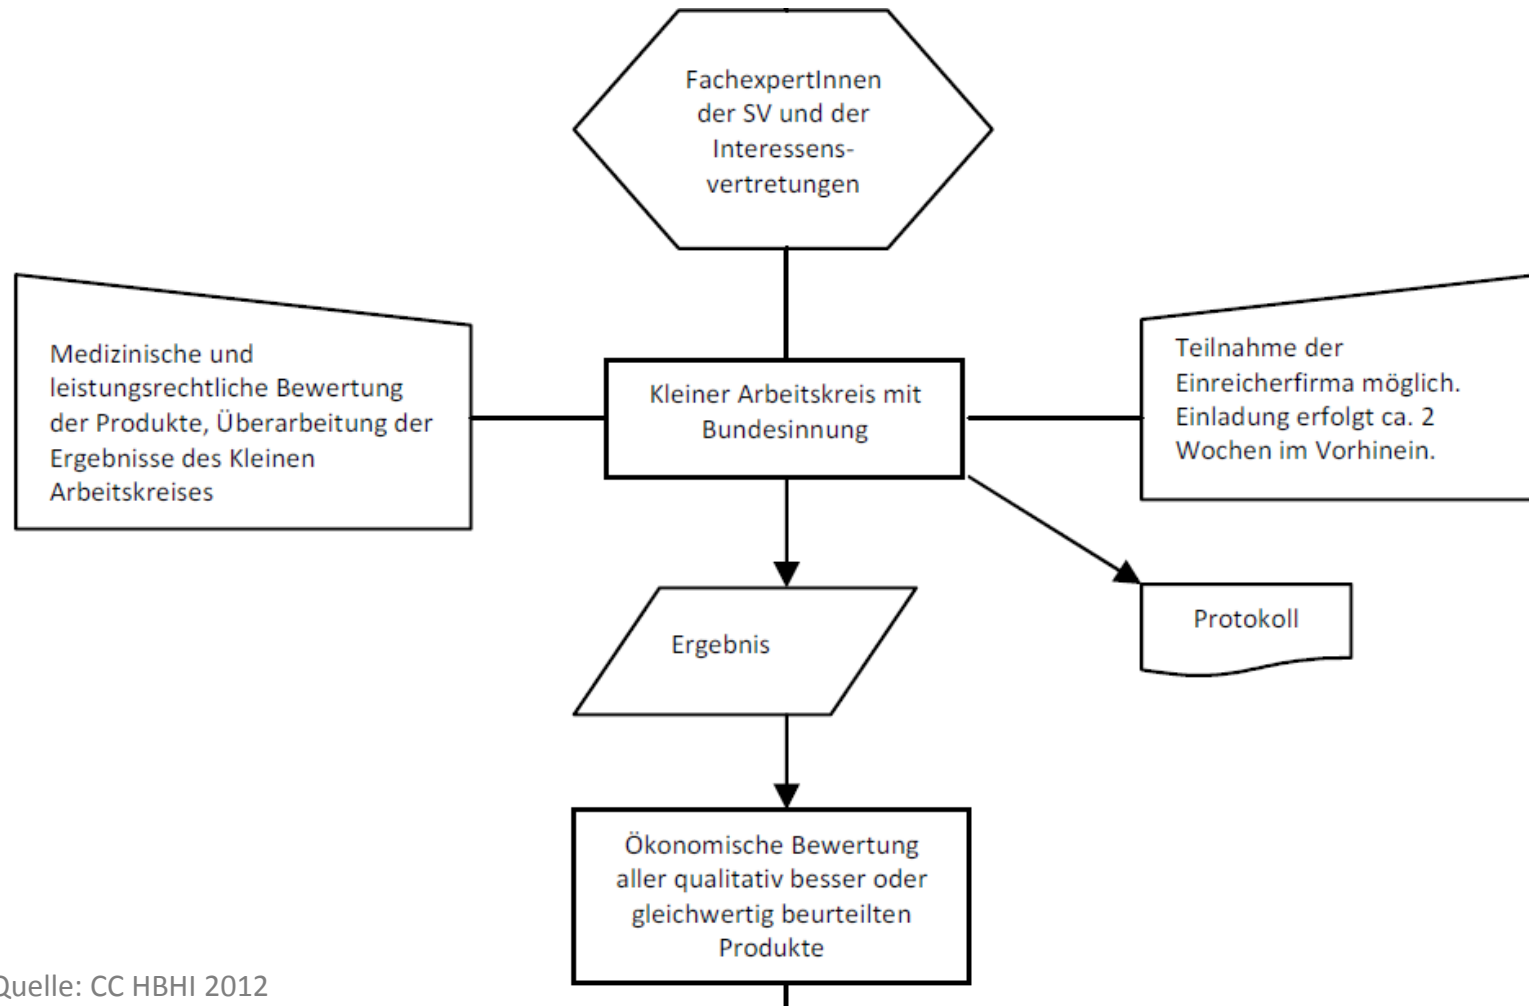 FachexpertInnen
der SV und der
Interessens-
vertretungen
Medizinische und
leistungsrechtliche Bewertung
der Produkte, Überarbeitung der
Ergebnisse des Kleinen
Arbeitskreises
Kleiner Arbeitskreis mit
Bundesinnung
Teilnahme der
Einreicherfirma möglich.
Einladung erfolgt ca. 2
Wochen im Vorhinein.
Ergebnis
Protokoll
Ökonomische Bewertung
aller qualitativ besser oder
gleichwertig beurteilten
Produkte
Quelle: CC HBHI 2012